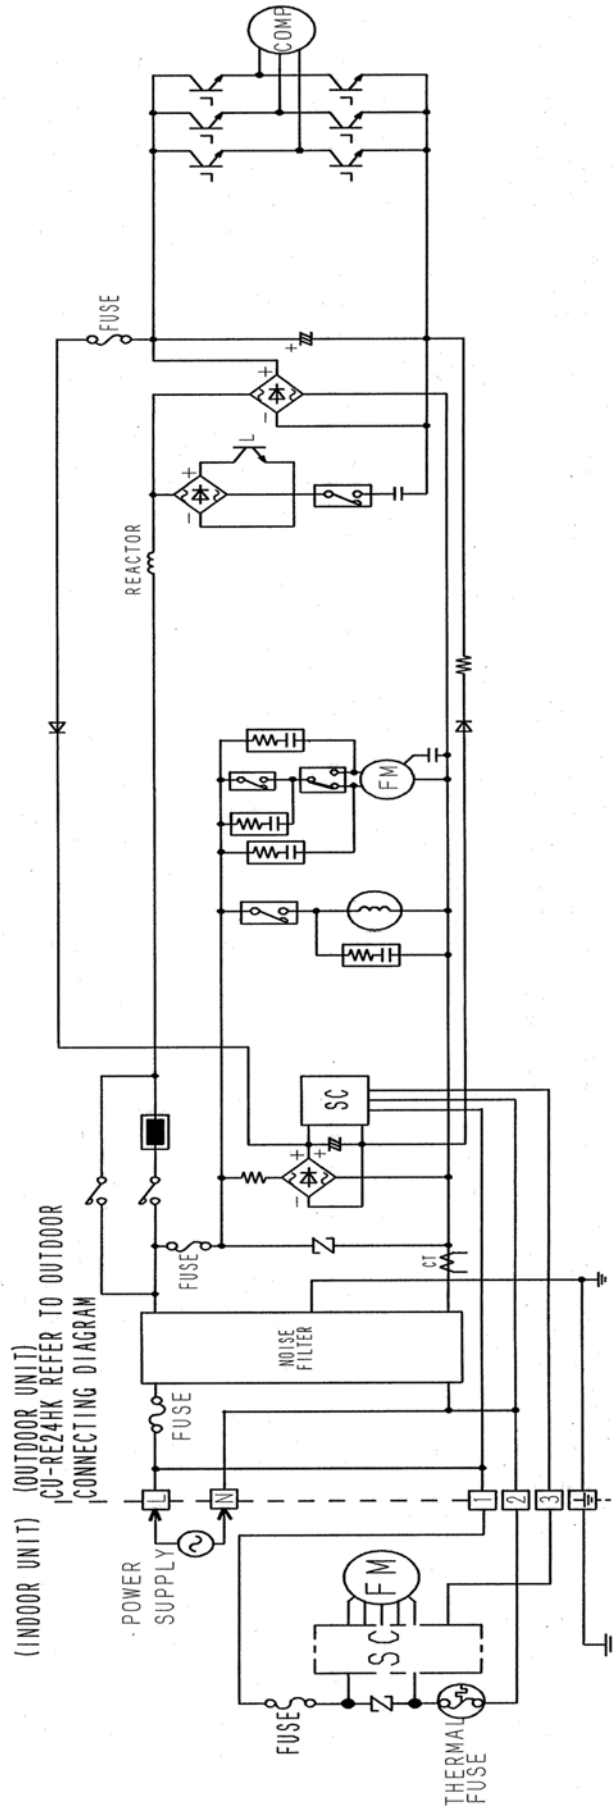 (INDOOR UNIT)
(OUTDOOR UNIT)
CU-RE24HK REFER TO OUTDOOR
CONNECTING DIAGRAM
POWER
SUPPLY
L
N
FUSE
NOISE
FILTER
FUSE
CT
SC
+
+
-
FM
REACTOR
+
-
L
+
-
+
FUSE
COMP
1
2
3
FUSE
SC
FM
THERMAL
FUSE